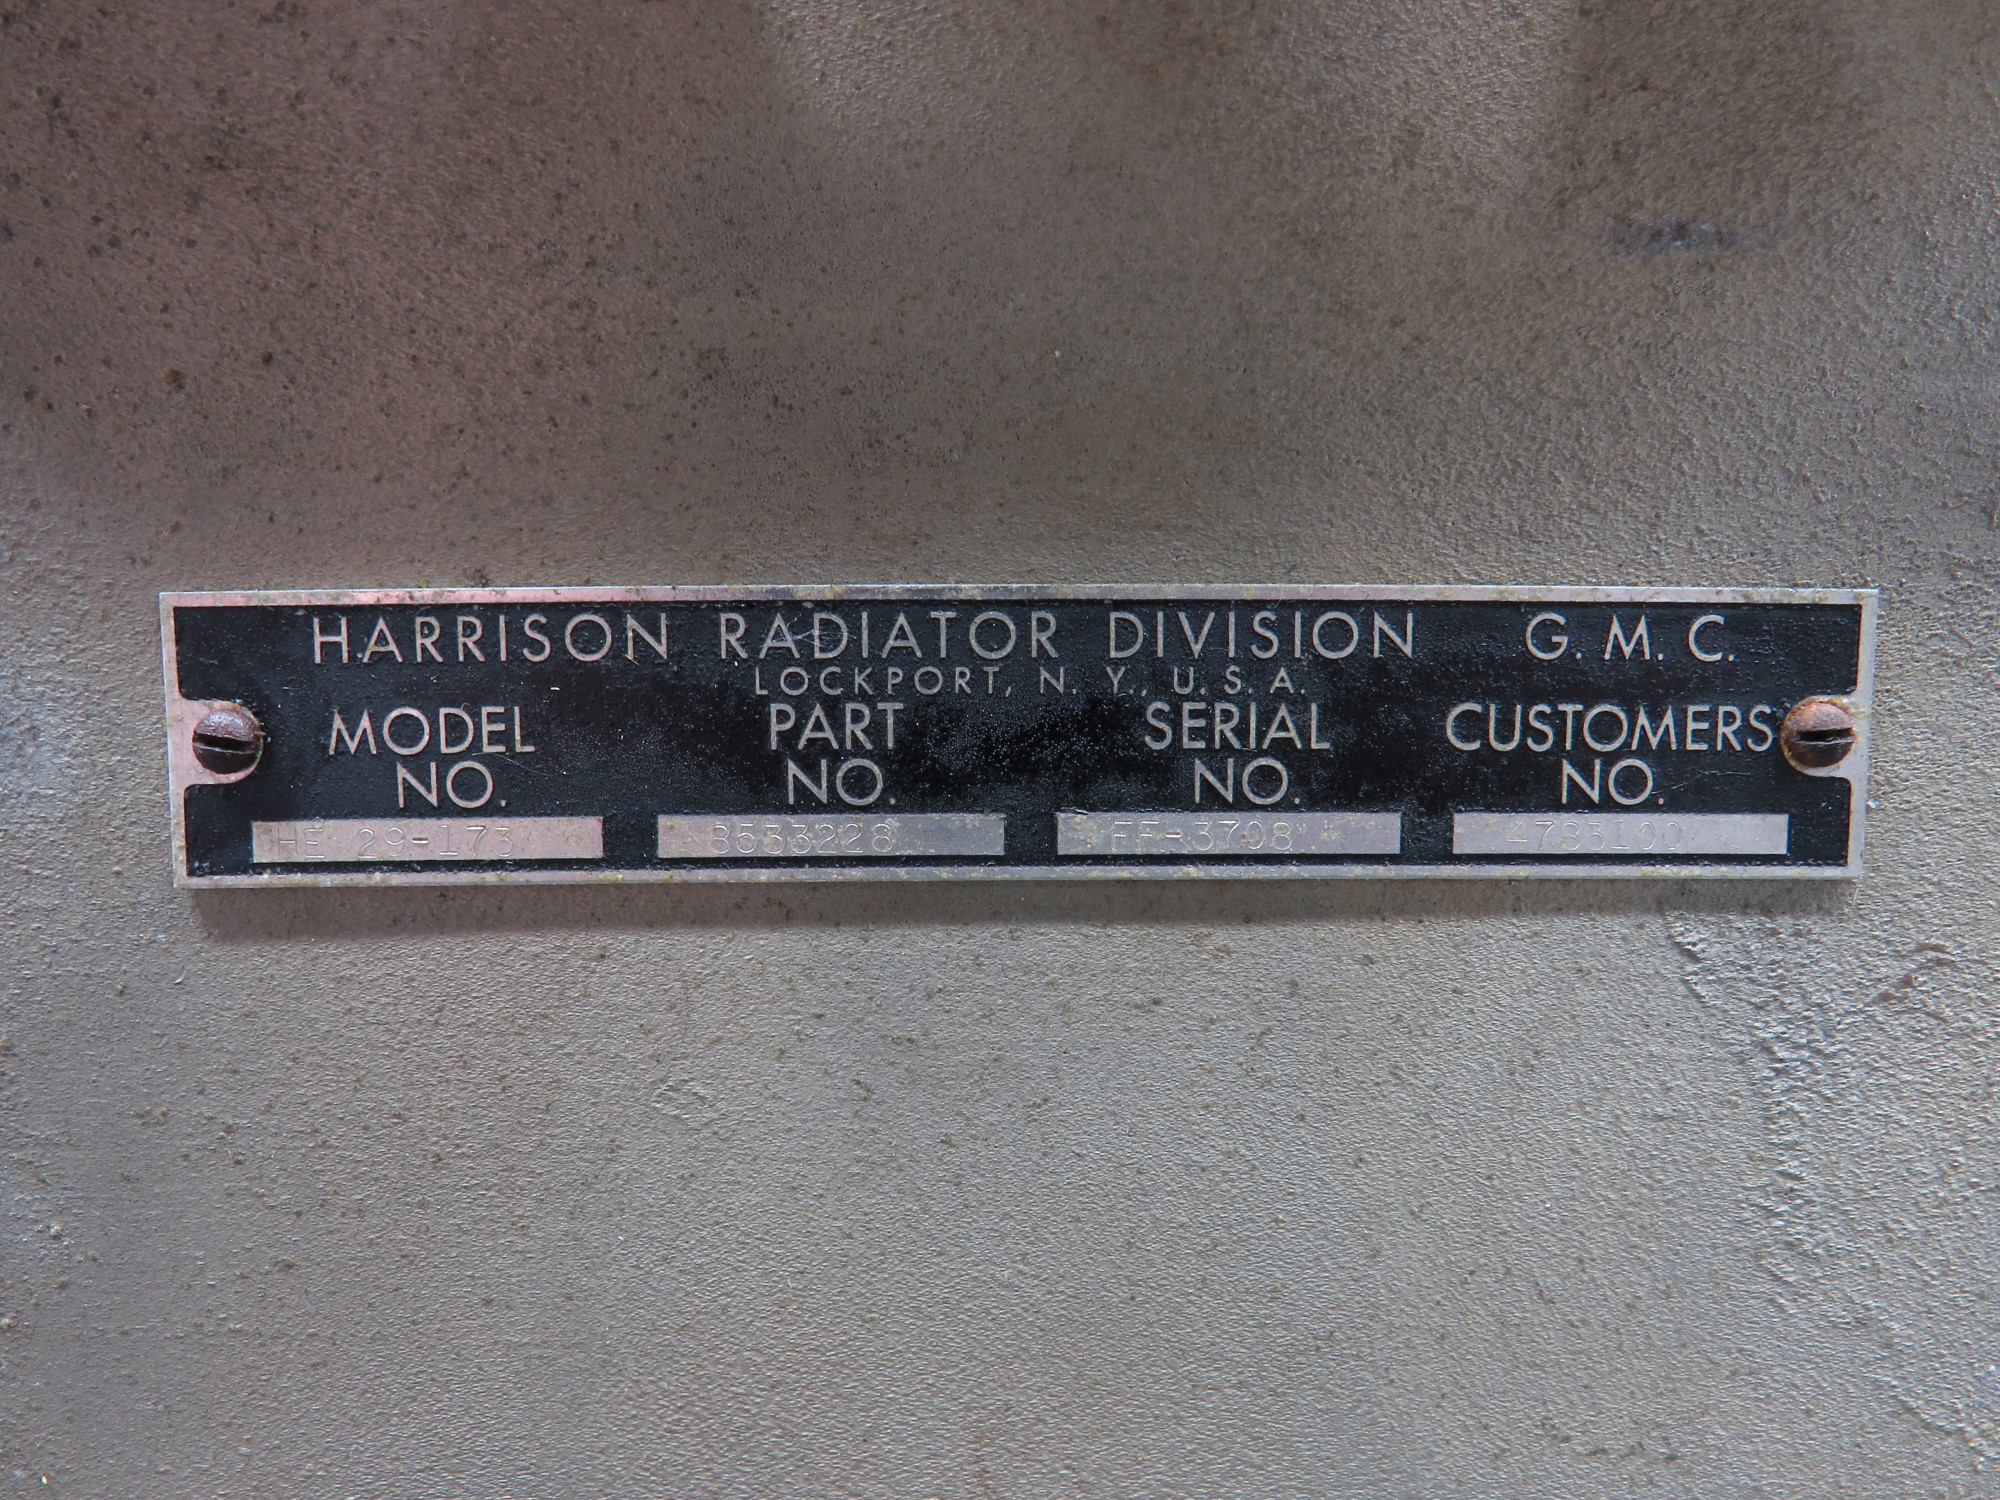 HARRISON RADIATOR DIVISION G. M. C.
LOCKPORT, N. Y., U. S. A.
MODEL NO. PART NO. SERIAL NO. CUSTOMERS NO.
HE 29-173 8533228 FF-3708 4783100